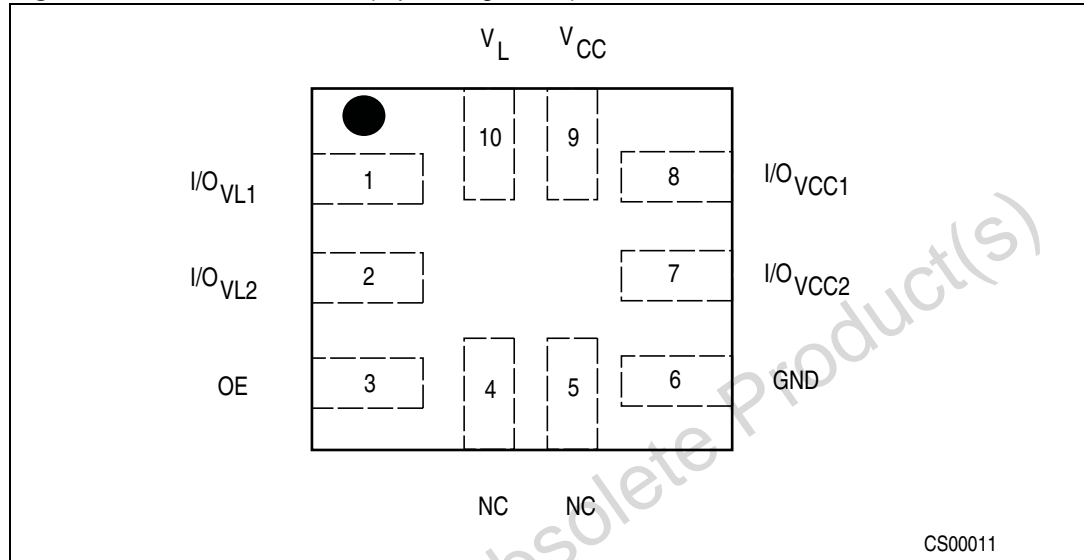 V_L V_CC
10 9
I/O_VL1 1 8 I/O_VCC1
I/O_VL2 2 7 I/O_VCC2
OE 3 4 5 6 GND
NC NC
CS00011
Obsolete Product(s)